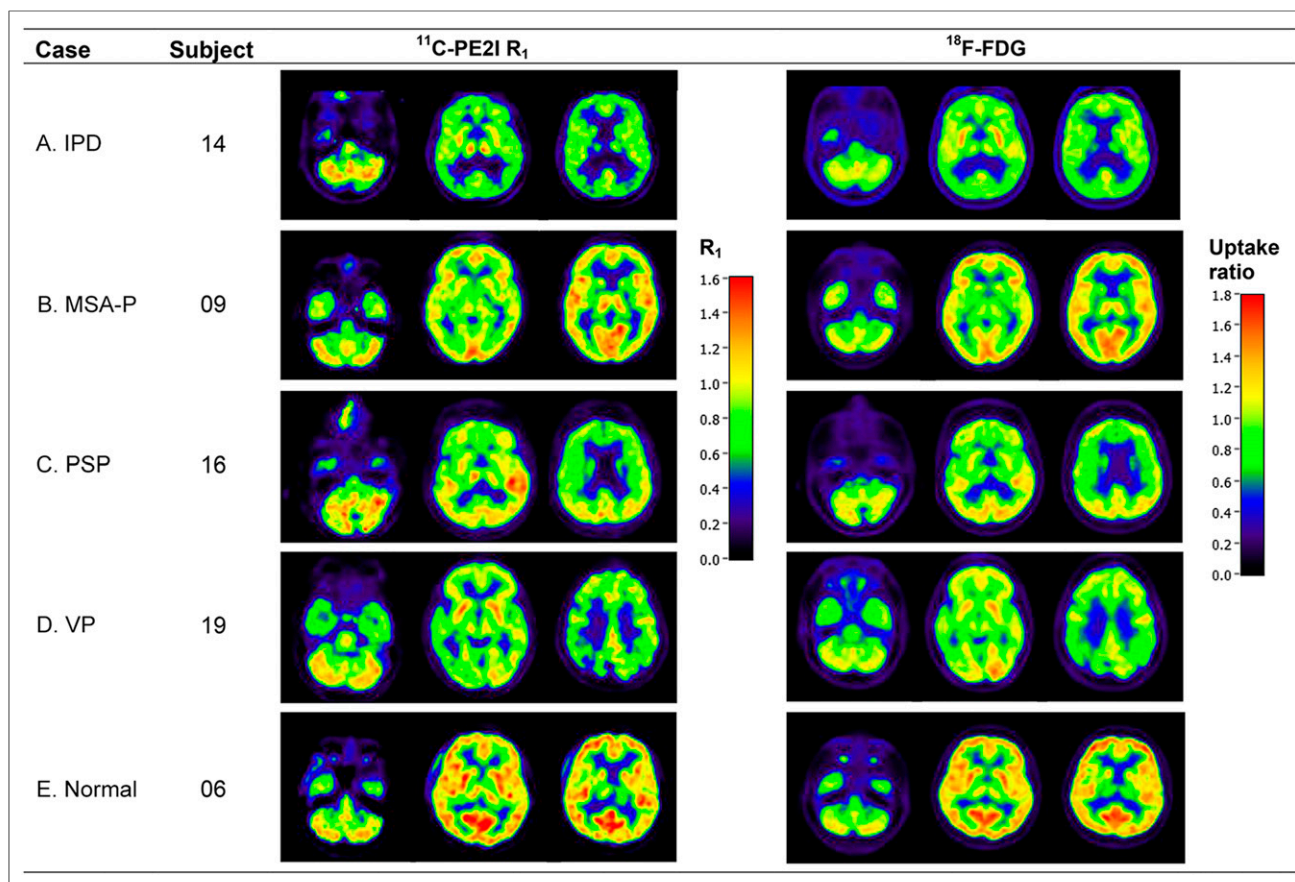 Case Subject ¹¹C-PE2I R₁ ¹⁸F-FDG
A. IPD 14
B. MSA-P 09
R₁
1.6
1.4
1.2
1.0
0.8
0.6
0.4
0.2
0.0
Uptake
ratio
1.8
1.6
1.4
1.2
1.0
0.8
0.6
0.4
0.2
0.0
C. PSP 16
D. VP 19
E. Normal 06